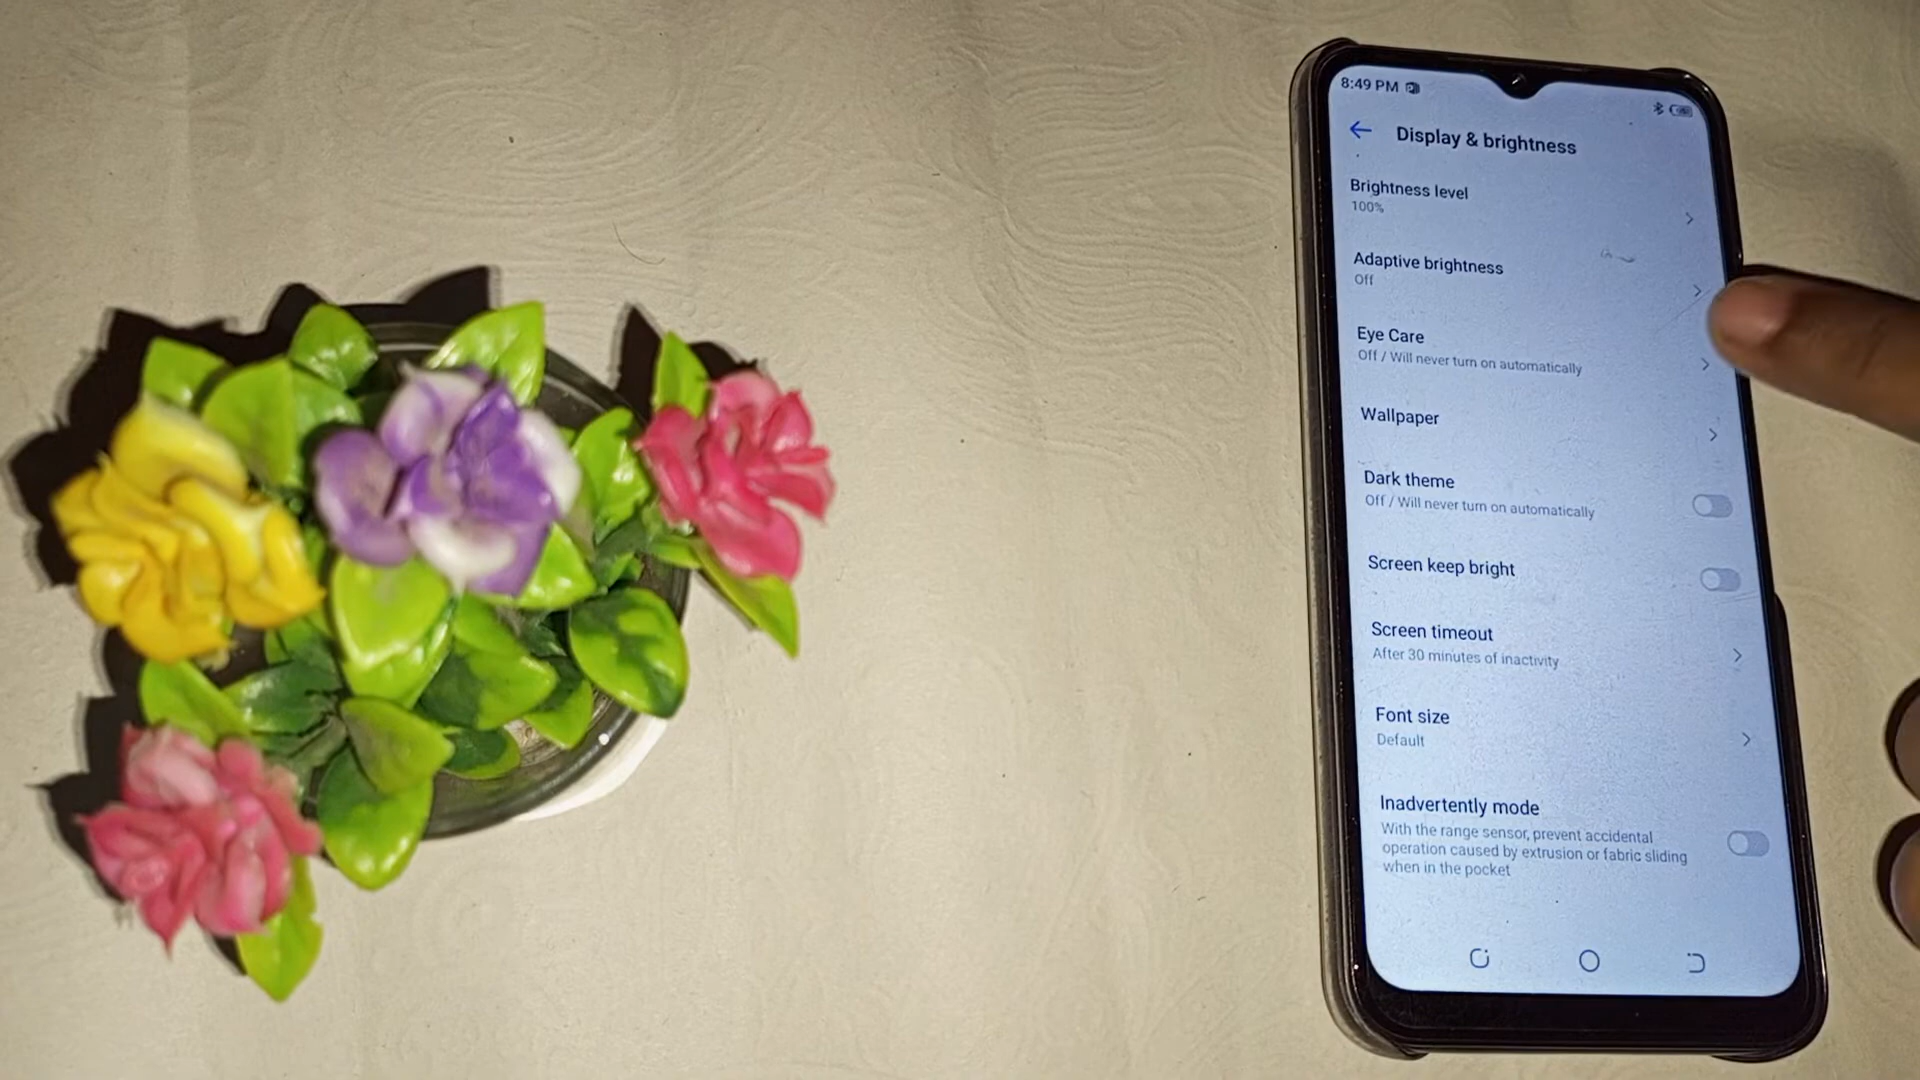 8:49 PM
Display & brightness
Brightness level
100%
Adaptive brightness
Off
Eye Care
Off / Will never turn on automatically
Wallpaper
Dark theme
Off / Will never turn on automatically
Screen keep bright
Screen timeout
After 30 minutes of inactivity
Font size
Default
Inadvertently mode
With the range sensor, prevent accidental
operation caused by extrusion or fabric sliding
when in the pocket